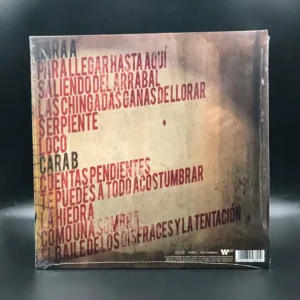 CARA A
PARA LLEGAR HASTA AQUÍ
SALIENDO DEL ARRABAL
LAS CHINGADAS GANAS DE LLORAR
SERPIENTE
LOCO
CARA B
CUENTAS PENDIENTES
TE PUEDES A TODO ACOSTUMBRAR
LA HIEDRA
COMO UNA SOMBRA
EL BAILE DE LOS DISFRACES Y LA TENTACIÓN